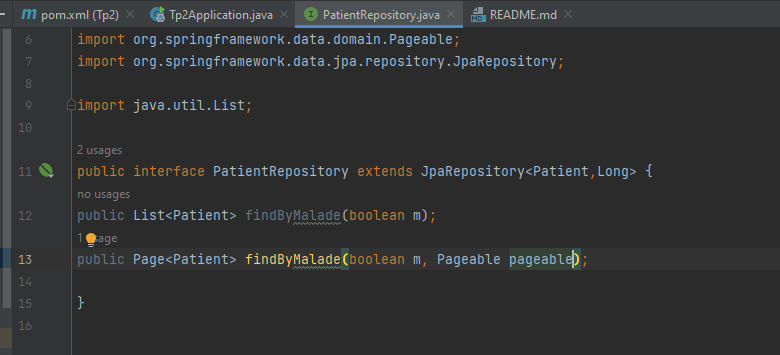 pom.xml (Tp2) Tp2Application.java PatientRepository.java README.md
6 import org.springframework.data.domain.Pageable;
7 import org.springframework.data.jpa.repository.JpaRepository;
8
9 import java.util.List;
10
2 usages
11 public interface PatientRepository extends JpaRepository<Patient,Long> {
no usages
12 public List<Patient> findByMalade(boolean m);
1 usage
13 public Page<Patient> findByMalade(boolean m, Pageable pageable);
14
15 }
16